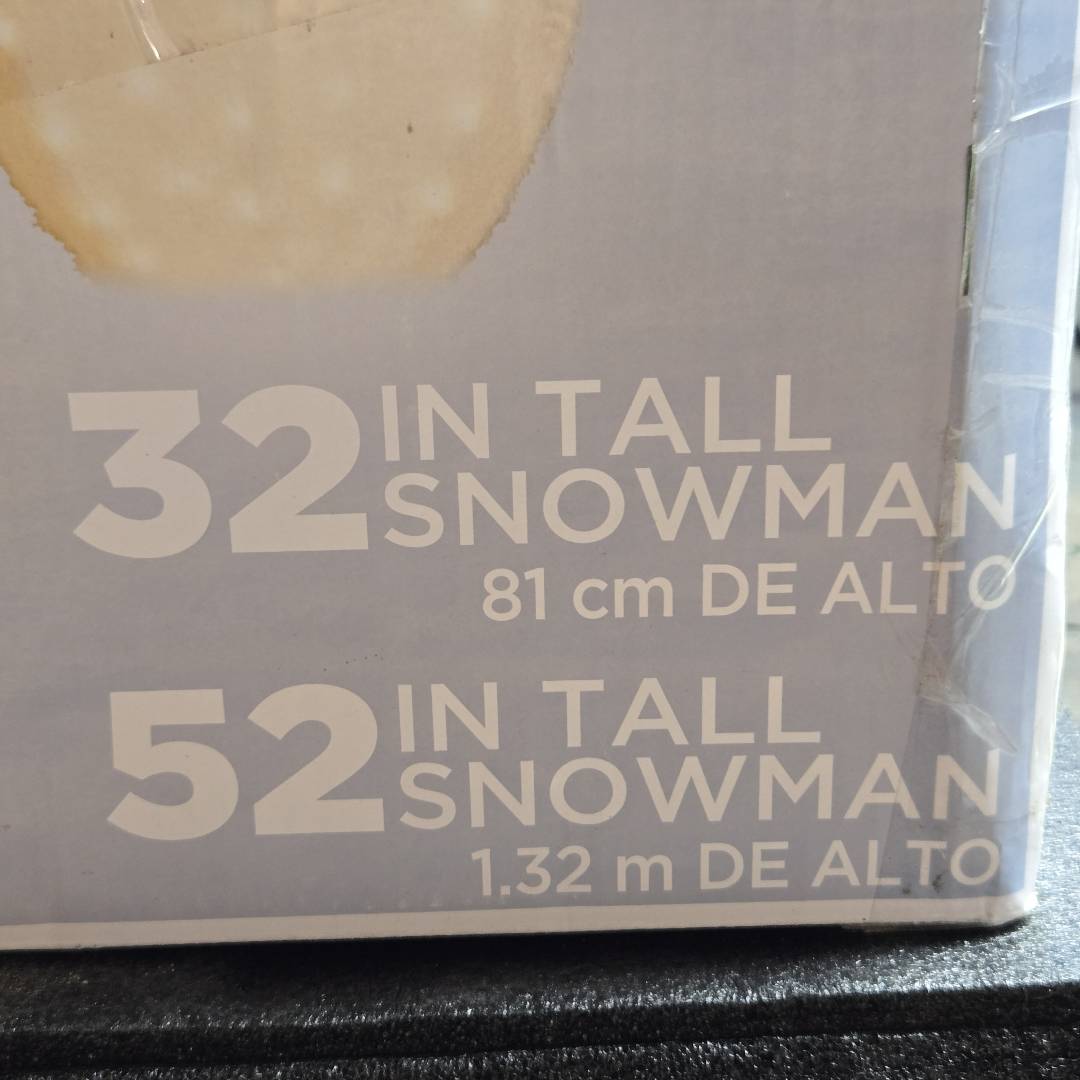 32 IN TALL
SNOWMAN
81 cm DE ALTO
52 IN TALL
SNOWMAN
1.32 m DE ALTO